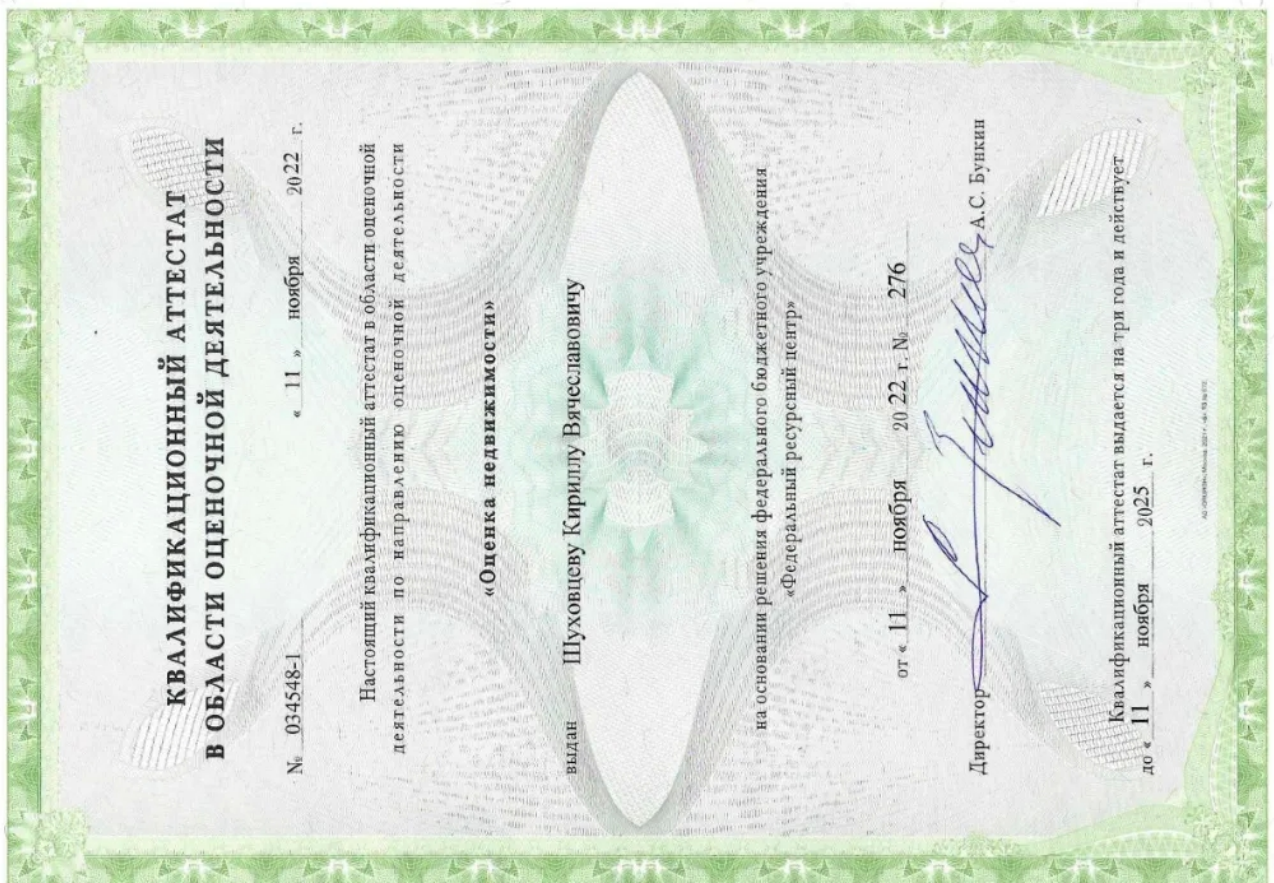 КВАЛИФИКАЦИОННЫЙ АТТЕСТАТ
В ОБЛАСТИ ОЦЕНОЧНОЙ ДЕЯТЕЛЬНОСТИ
№ 034548-1 « 11 » ноября 2022 г.
Настоящий квалификационный аттестат в области оценочной
деятельности по направлению оценочной деятельности
«Оценка недвижимости»
выдан Шуховцеву Кириллу Вячеславовичу
на основании решения федерального бюджетного учреждения
«Федеральный ресурсный центр»
от « 11 » ноября 20 22 г. № 276
Директор А.С. Бункин
Квалификационный аттестат выдается на три года и действует
до « 11 » ноября 2025 г.